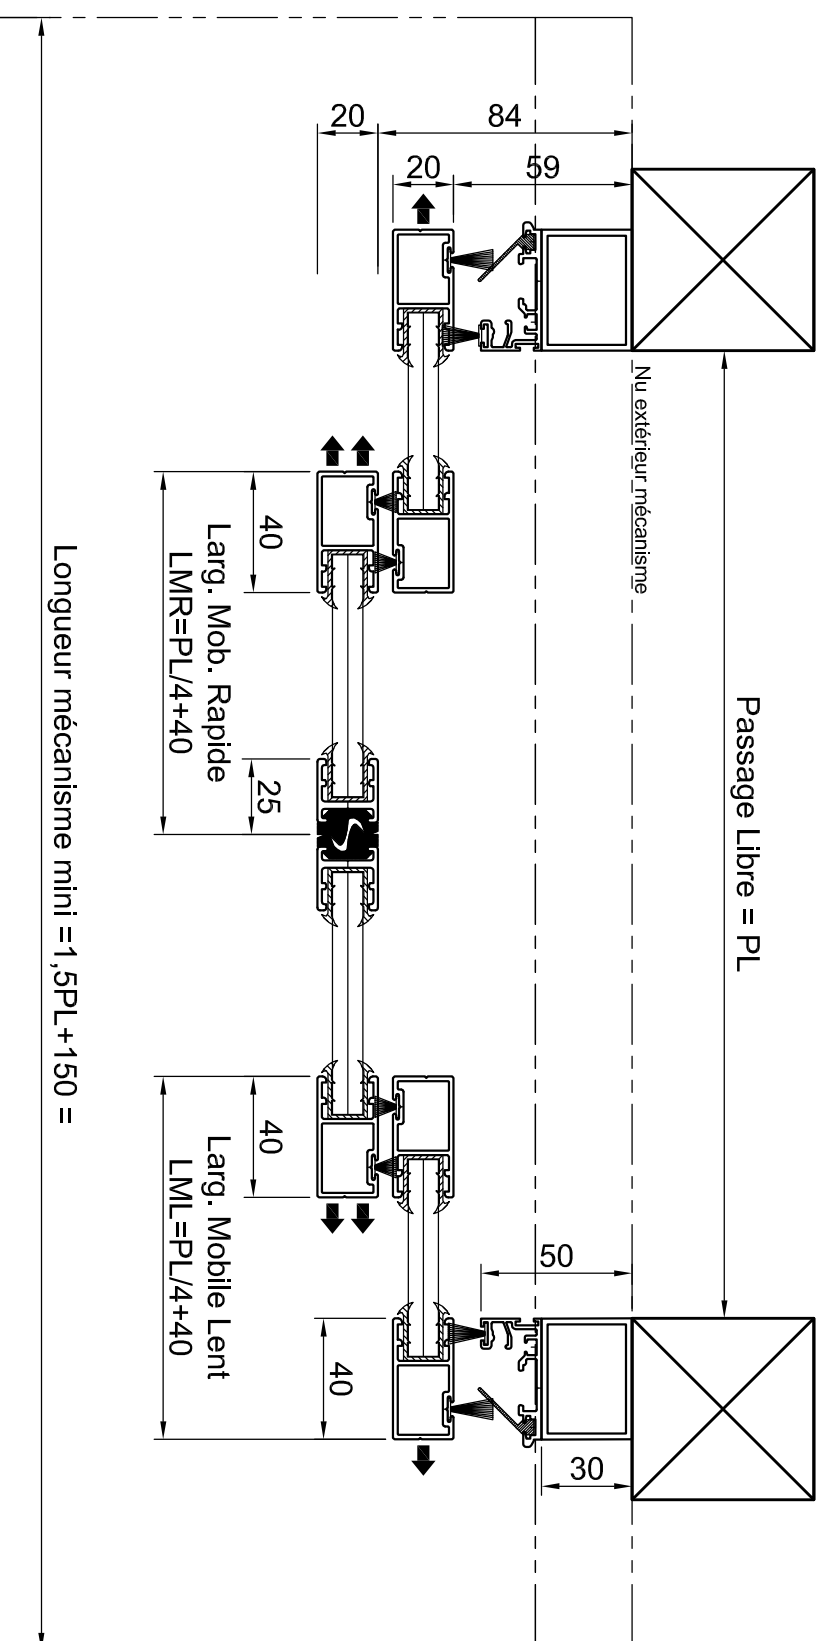 20
84
20
59
Nu extérieur mécanisme
Passage Libre = PL
40
Larg. Mob. Rapide
LMR=PL/4+40
25
Longueur mécanisme mini =1,5PL+150 =
40
Larg. Mobile Lent
LML=PL/4+40
50
40
30